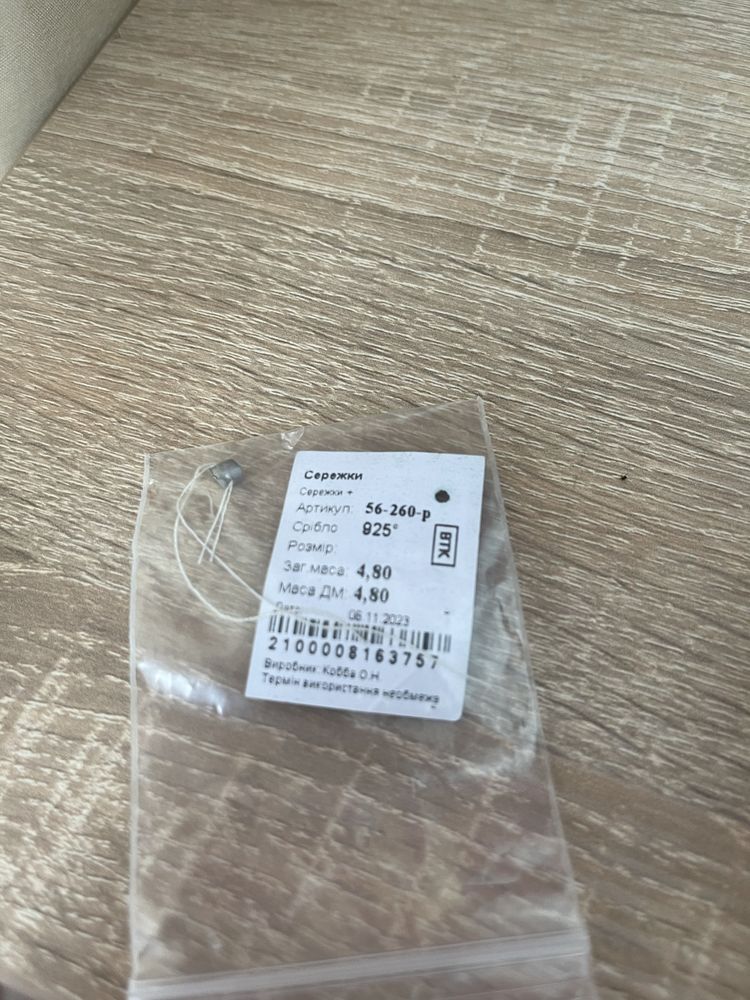 Сережки
Сережки +
Артикул: 56-260-р
Срібло 925°
Розмір:
Заг.маса: 4,80
Маса ДМ: 4,80
Дата: 06.11.2023
ВТК
2100008163757
Виробник: Кобба О.Н
Термін використання необмежа